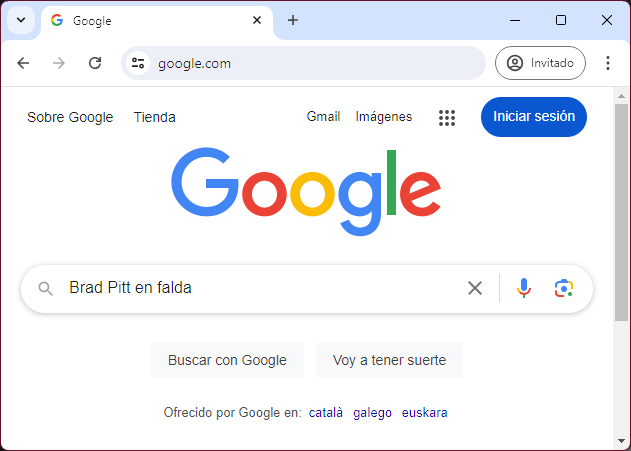 Google
google.com
Invitado
Sobre Google Tienda Gmail Imágenes Iniciar sesión
Google
Brad Pitt en falda
Buscar con Google Voy a tener suerte
Ofrecido por Google en: català galego euskara